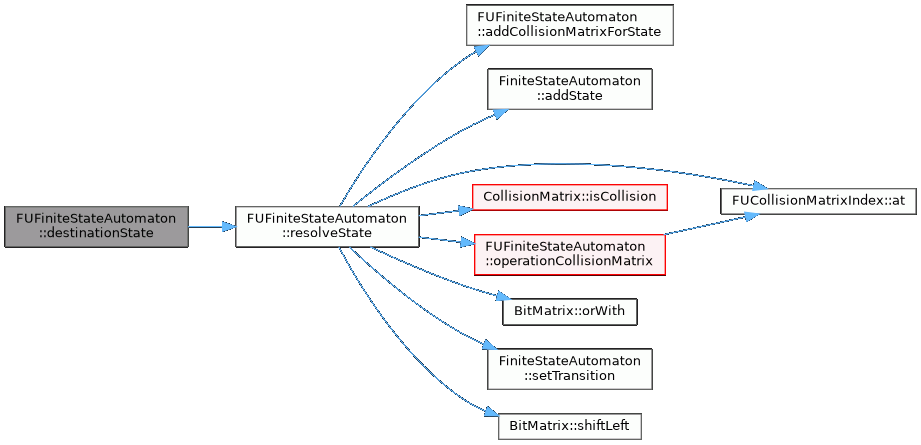 FUFiniteStateAutomaton
::addCollisionMatrixForState
FiniteStateAutomaton
::addState
CollisionMatrix::isCollision
FUCollisionMatrixIndex::at
FUFiniteStateAutomaton
::destinationState
FUFiniteStateAutomaton
::resolveState
FUFiniteStateAutomaton
::operationCollisionMatrix
BitMatrix::orWith
FiniteStateAutomaton
::setTransition
BitMatrix::shiftLeft